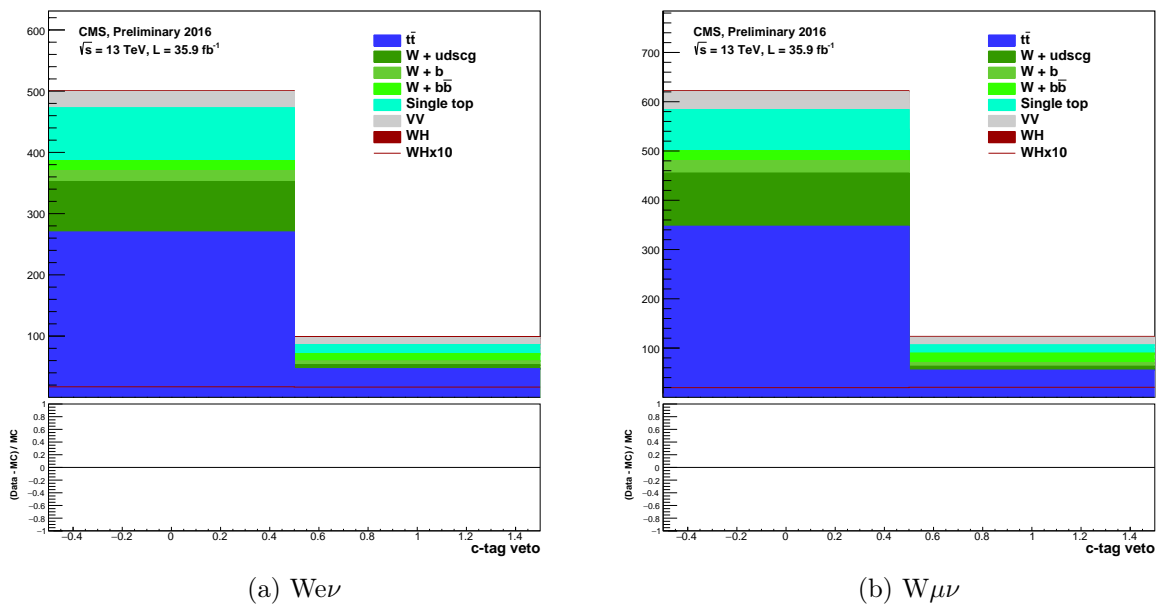 CMS, Preliminary 2016
√s = 13 TeV, L = 35.9 fb⁻¹
tt̄
W + udscg
W + b
W + bb̄
Single top
VV
WH
WHx10
600
500
400
300
200
100
(Data - MC) / MC
1
0.8
0.6
0.4
0.2
0
−0.2
−0.4
−0.6
−0.8
−1
−0.4 −0.2 0 0.2 0.4 0.6 0.8 1 1.2 1.4
c-tag veto
(a) Weν
CMS, Preliminary 2016
√s = 13 TeV, L = 35.9 fb⁻¹
tt̄
W + udscg
W + b
W + bb̄
Single top
VV
WH
WHx10
700
600
500
400
300
200
100
(Data - MC) / MC
1
0.8
0.6
0.4
0.2
0
−0.2
−0.4
−0.6
−0.8
−1
−0.4 −0.2 0 0.2 0.4 0.6 0.8 1 1.2 1.4
c-tag veto
(b) Wμν